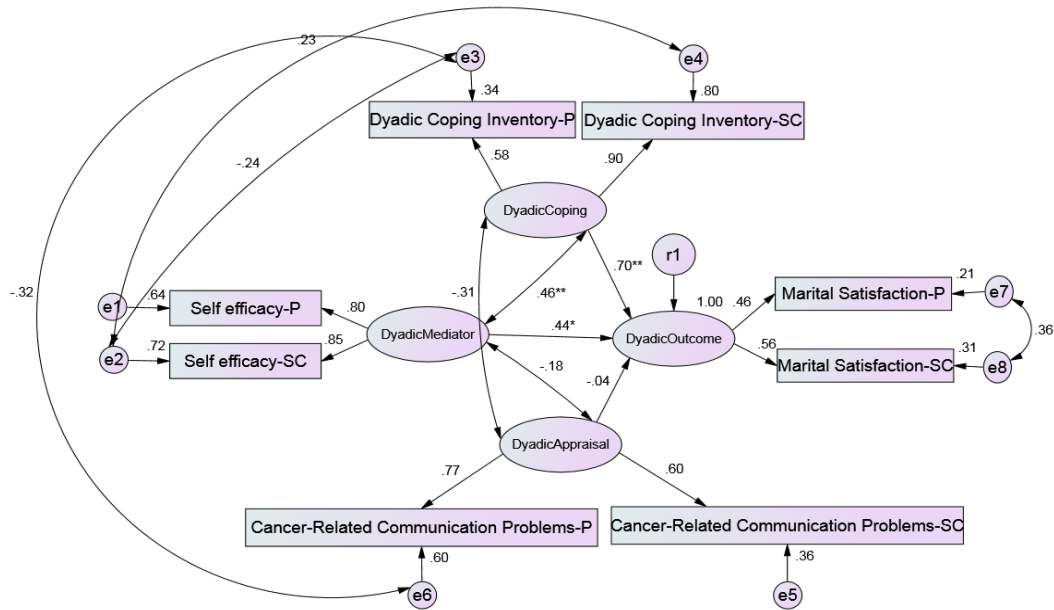 .23
e3
e4
.34
.80
Dyadic Coping Inventory-P
Dyadic Coping Inventory-SC
-.24
.58
.90
DyadicCoping
r1
.70**
-.32
-.31
.46**
e1
.64
Self efficacy-P
.80
DyadicMediator
.44*
DyadicOutcome
1.00
.46
Marital Satisfaction-P
.21
e7
.36
e2
.72
Self efficacy-SC
.85
.56
Marital Satisfaction-SC
.31
e8
-.18
-.04
DyadicAppraisal
.77
.60
Cancer-Related Communication Problems-P
Cancer-Related Communication Problems-SC
.60
.36
e6
e5